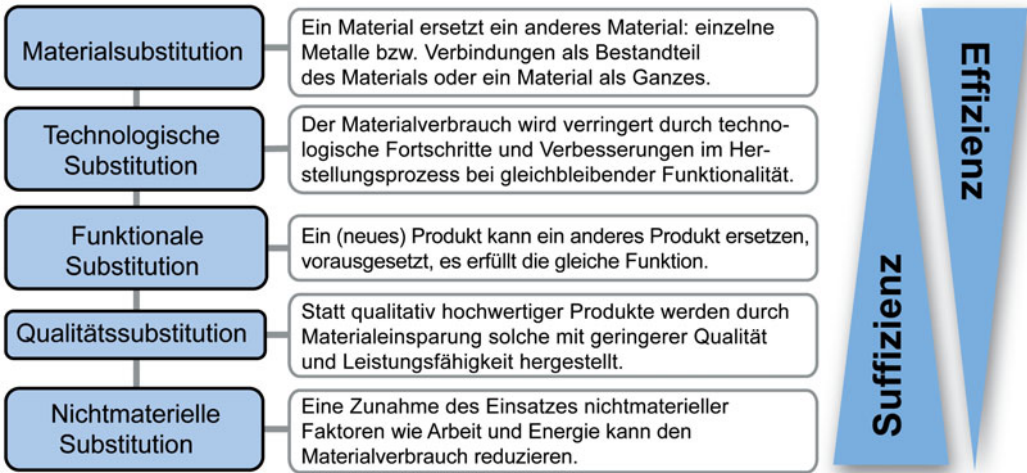 Materialsubstitution
Ein Material ersetzt ein anderes Material: einzelne
Metalle bzw. Verbindungen als Bestandteil
des Materials oder ein Material als Ganzes.
Technologische
Substitution
Der Materialverbrauch wird verringert durch techno-
logische Fortschritte und Verbesserungen im Her-
stellungsprozess bei gleichbleibender Funktionalität.
Funktionale
Substitution
Ein (neues) Produkt kann ein anderes Produkt ersetzen,
vorausgesetzt, es erfüllt die gleiche Funktion.
Qualitätssubstitution
Statt qualitativ hochwertiger Produkte werden durch
Materialeinsparung solche mit geringerer Qualität
und Leistungsfähigkeit hergestellt.
Nichtmaterielle
Substitution
Eine Zunahme des Einsatzes nichtmaterieller
Faktoren wie Arbeit und Energie kann den
Materialverbrauch reduzieren.
Suffizienz
Effizienz